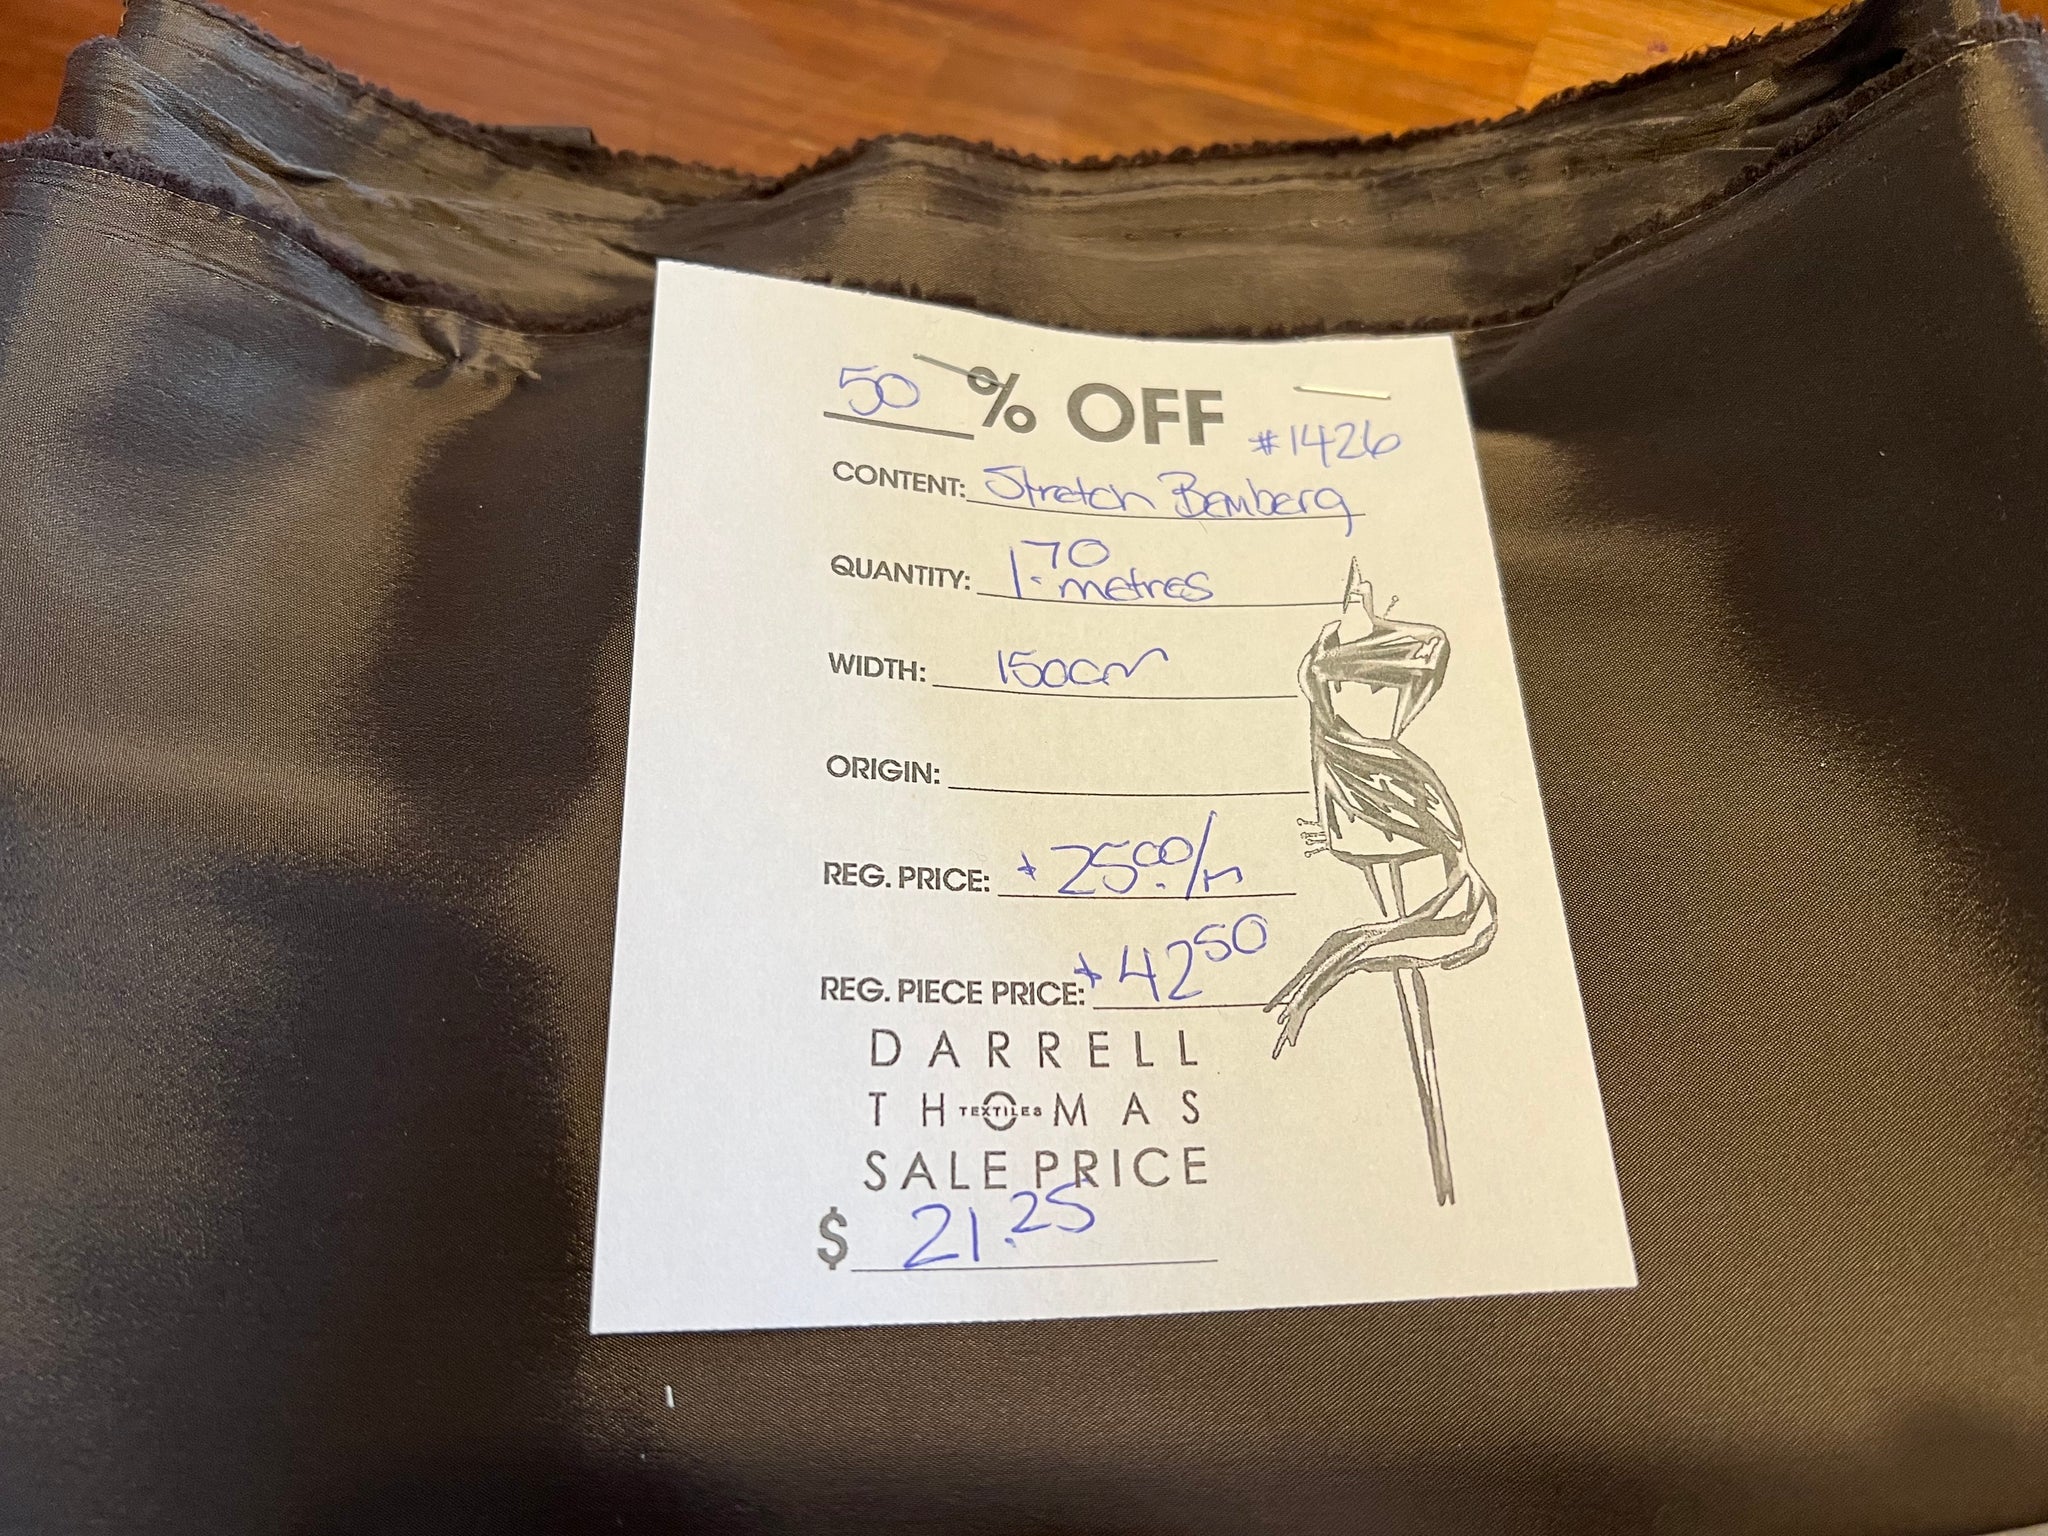 50 % OFF #1426
CONTENT: Stretch Bemberg
QUANTITY: 1.70 metres
WIDTH: 150cm
ORIGIN:
REG. PRICE: $25.00/m
REG. PIECE PRICE: $42.50
DARRELL
THOMAS
TEXTILES
SALE PRICE
$ 21.25